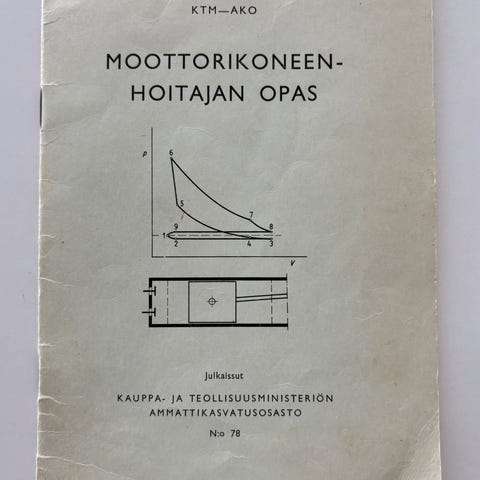 KTM—AKO
MOOTTORIKONEEN-
HOITAJAN OPAS
p
6
5
7
9
8
1
2
4
3
V
Julkaissut
KAUPPA- JA TEOLLISUUSMINISTERIÖN
AMMATTIKASVATUSOSASTO
N:o 78